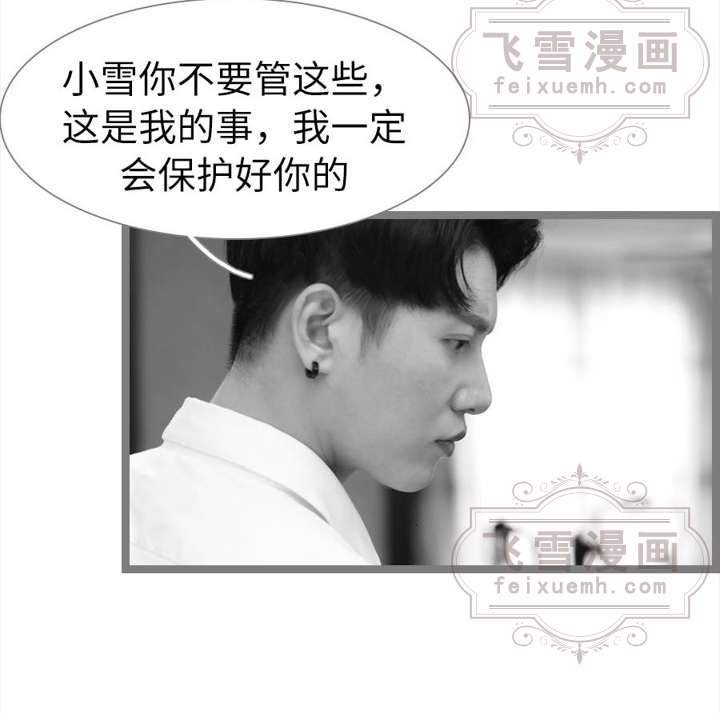 小雪你不要管这些，
这是我的事，我一定
会保护好你的
飞雪漫画
feixuemh.com
飞雪漫画
feixuemh.com